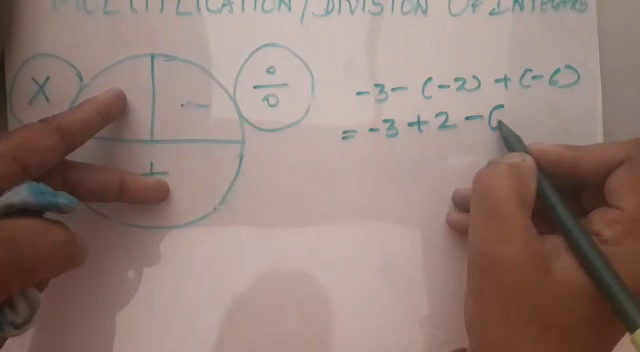 MULTIPLICATION/DIVISION OF INTEGERS
× - ÷
+
-3-(-2)+(-6)
=-3+2-6